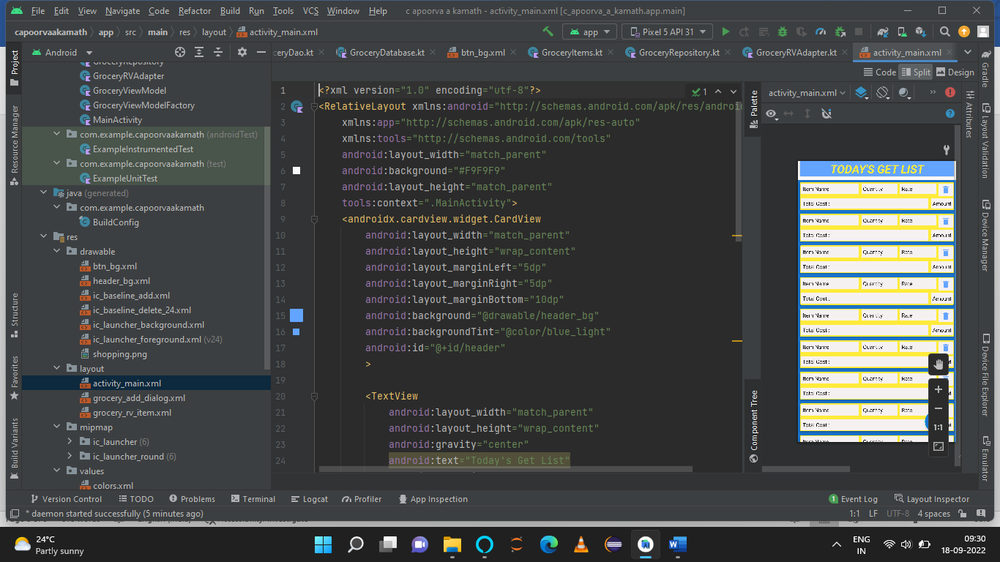 File Edit View Navigate Code Refactor Build Run Tools VCS Window Help c apoorva a kamath - activity_main.xml [c_apoorva_a_kamath.app.main]
capoorvaakamath app src main res layout activity_main.xml app Pixel 5 API 31
Android ceryDao.kt GroceryDatabase.kt btn_bg.xml GroceryItems.kt GroceryRepository.kt GroceryRVAdapter.kt activity_main.xml
Code Split Design
Project
Resource Manager
Structure
Favorites
Build Variants
GroceryRepository
GroceryRVAdapter
GroceryViewModel
GroceryViewModelFactory
MainActivity
com.example.capoorvaakamath (androidTest)
ExampleInstrumentedTest
com.example.capoorvaakamath (test)
ExampleUnitTest
java (generated)
com.example.capoorvaakamath
BuildConfig
res
drawable
btn_bg.xml
header_bg.xml
ic_baseline_add.xml
ic_baseline_delete_24.xml
ic_launcher_background.xml
ic_launcher_foreground.xml (v24)
shopping.png
layout
activity_main.xml
grocery_add_dialog.xml
grocery_rv_item.xml
mipmap
ic_launcher (6)
ic_launcher_round (6)
values
colors.xml
1 <?xml version="1.0" encoding="utf-8"?> 1
2 <RelativeLayout xmlns:android="http://schemas.android.com/apk/res/androi
3 xmlns:app="http://schemas.android.com/apk/res-auto"
4 xmlns:tools="http://schemas.android.com/tools"
5 android:layout_width="match_parent"
6 android:background="#F9F9F9"
7 android:layout_height="match_parent"
8 tools:context=".MainActivity">
9 <androidx.cardview.widget.CardView
10 android:layout_width="match_parent"
11 android:layout_height="wrap_content"
12 android:layout_marginLeft="5dp"
13 android:layout_marginRight="5dp"
14 android:layout_marginBottom="10dp"
15 android:background="@drawable/header_bg"
16 android:backgroundTint="@color/blue_light"
17 android:id="@+id/header"
18 >
19
20 <TextView
21 android:layout_width="match_parent"
22 android:layout_height="wrap_content"
23 android:gravity="center"
24 android:text="Today's Get List"
Palette
Component Tree
activity_main.xml
TODAY'S GET LIST
Item Name Quantity Rate
Total Cost : Amount
Item Name Quantity Rate
Total Cost : Amount
Item Name Quantity Rate
Total Cost : Amount
Item Name Quantity Rate
Total Cost : Amount
Item Name Quantity Rate
Total Cost : Amount
Item Name Quantity Rate
Total Cost :
Item Name Quantity Rate
Total Cost :
Item Name Quantity Rate
Total Cost :
Item Name Quantity Rate
1:1
Gradle
Attributes
Layout Validation
Device Manager
Device File Explorer
Emulator
Version Control TODO Problems Terminal Logcat Profiler App Inspection 1 Event Log Layout Inspector
* daemon started successfully (5 minutes ago) 1:1 LF UTF-8 4 spaces
24°C
Partly sunny
ENG
IN
09:30
18-09-2022